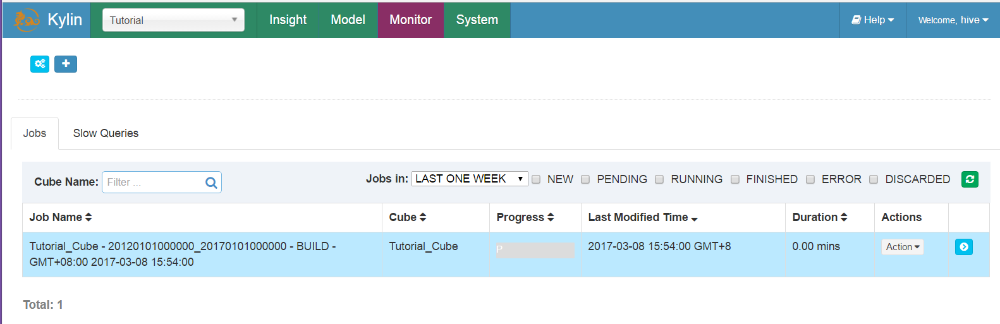 Kylin Tutorial Insight Model Monitor System Help Welcome, hive
Jobs Slow Queries
Cube Name: Filter ... Jobs in: LAST ONE WEEK NEW PENDING RUNNING FINISHED ERROR DISCARDED
Job Name Cube Progress Last Modified Time Duration Actions
Tutorial_Cube - 20120101000000_20170101000000 - BUILD - Tutorial_Cube P 2017-03-08 15:54:00 GMT+8 0.00 mins Action
GMT+08:00 2017-03-08 15:54:00
Total: 1